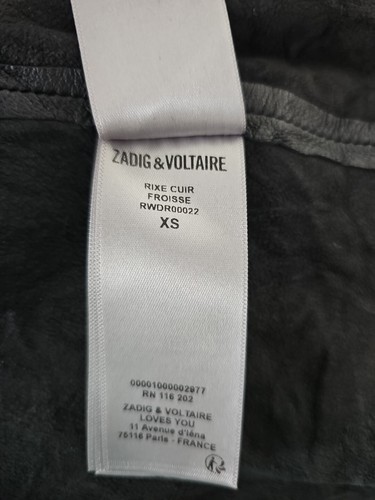 ZADIG & VOLTAIRE
RIXE CUIR
FROISSE
RWDR00022
XS
00001000002977
RN 116 202
ZADIG & VOLTAIRE
LOVES YOU
11 Avenue d'iéna
75116 Paris - FRANCE